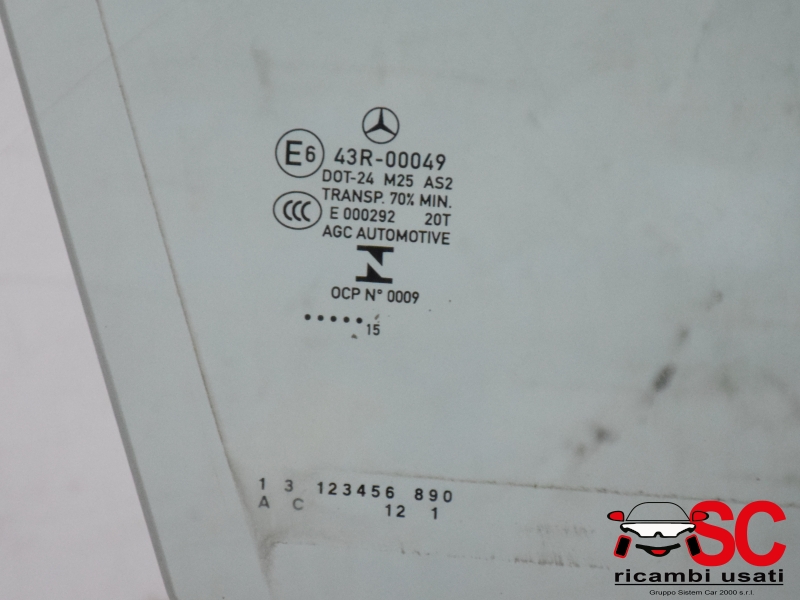 E6 43R-00049
DOT-24 M25 AS2
TRANSP. 70% MIN.
CCC E 000292 20T
AGC AUTOMOTIVE
N
OCP N° 0009
..... 15
1 3 123456 890
A C 12 1
SC
ricambi usati
Gruppo Sistem Car 2000 s.r.l.